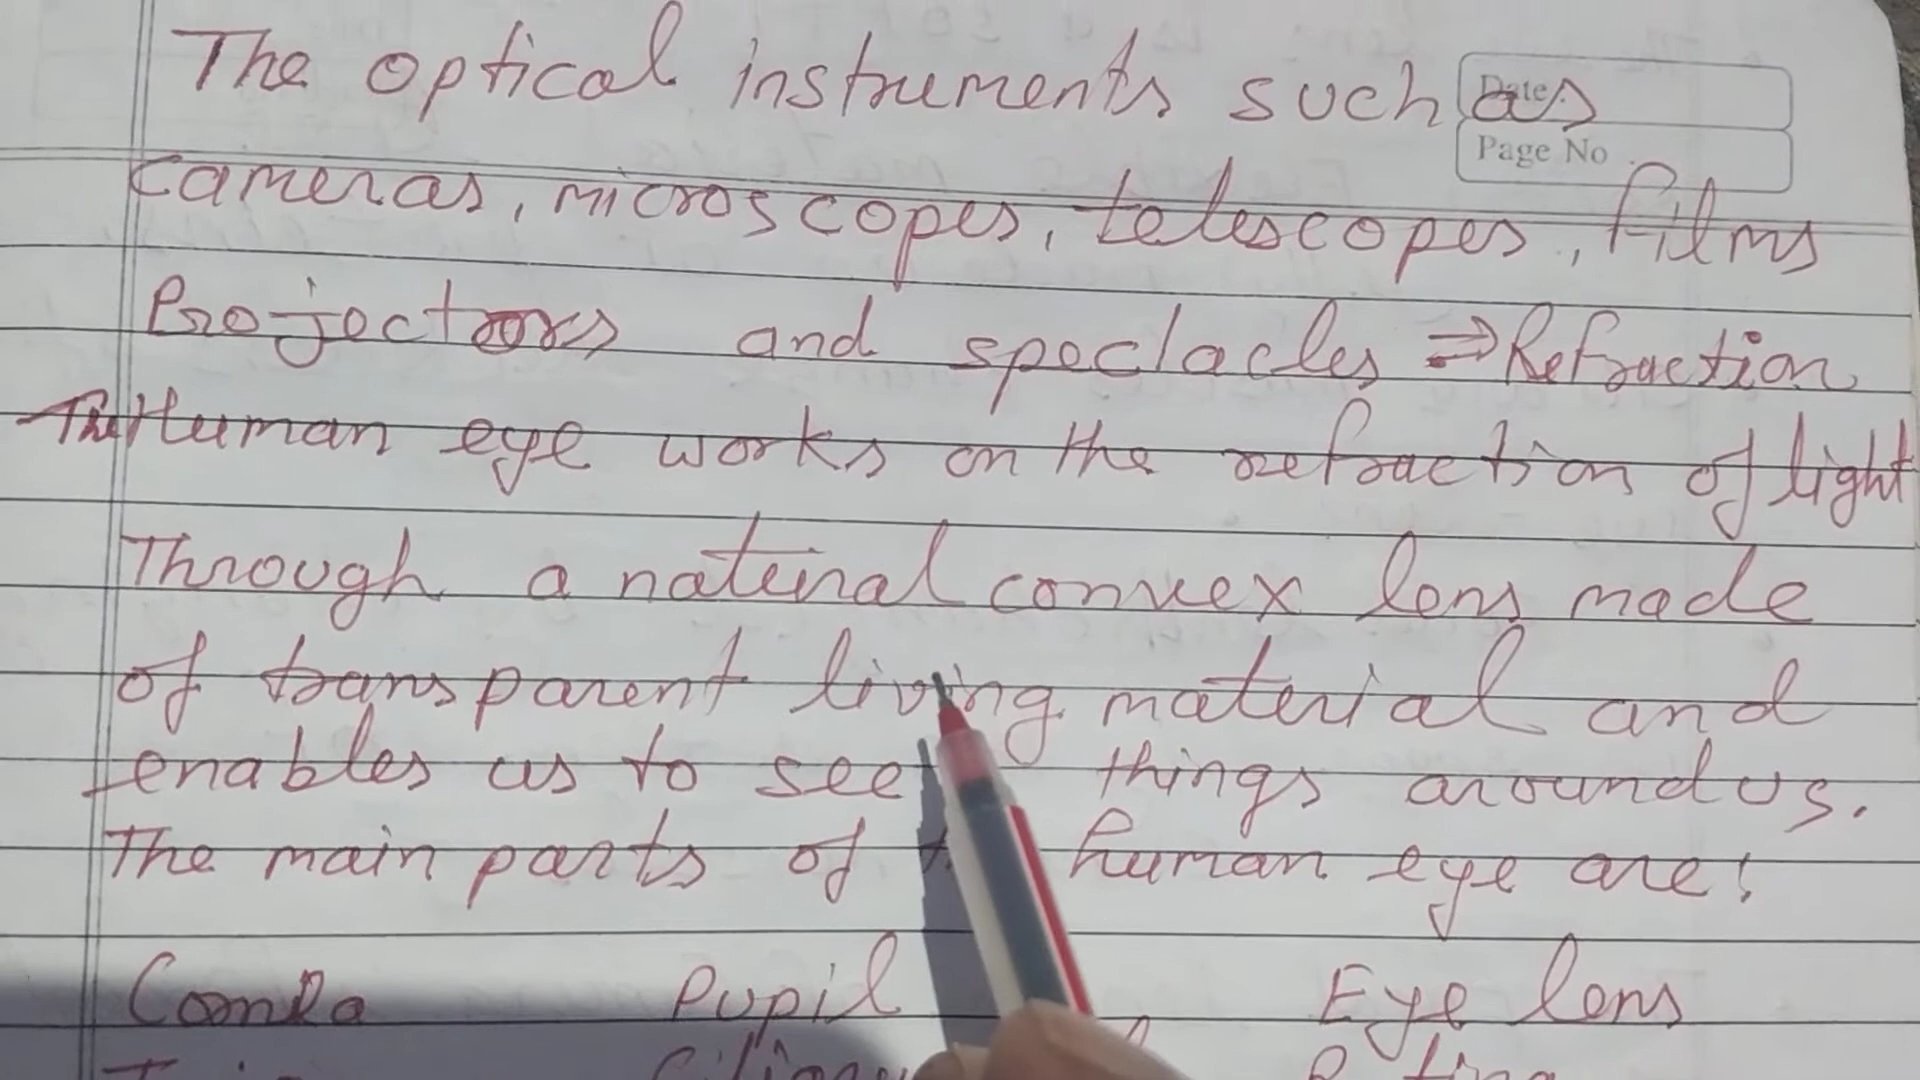 The optical instruments such as
Date :
Page No :
cameras, microscopes, telescopes, films
Projectors and spectacles ⇒ Refraction
The Human eye works on the refraction of light
Through a natural convex lens made
of transparent living material and
enables us to see things around us.
The main parts of human eye are:
Pupil Eye lens